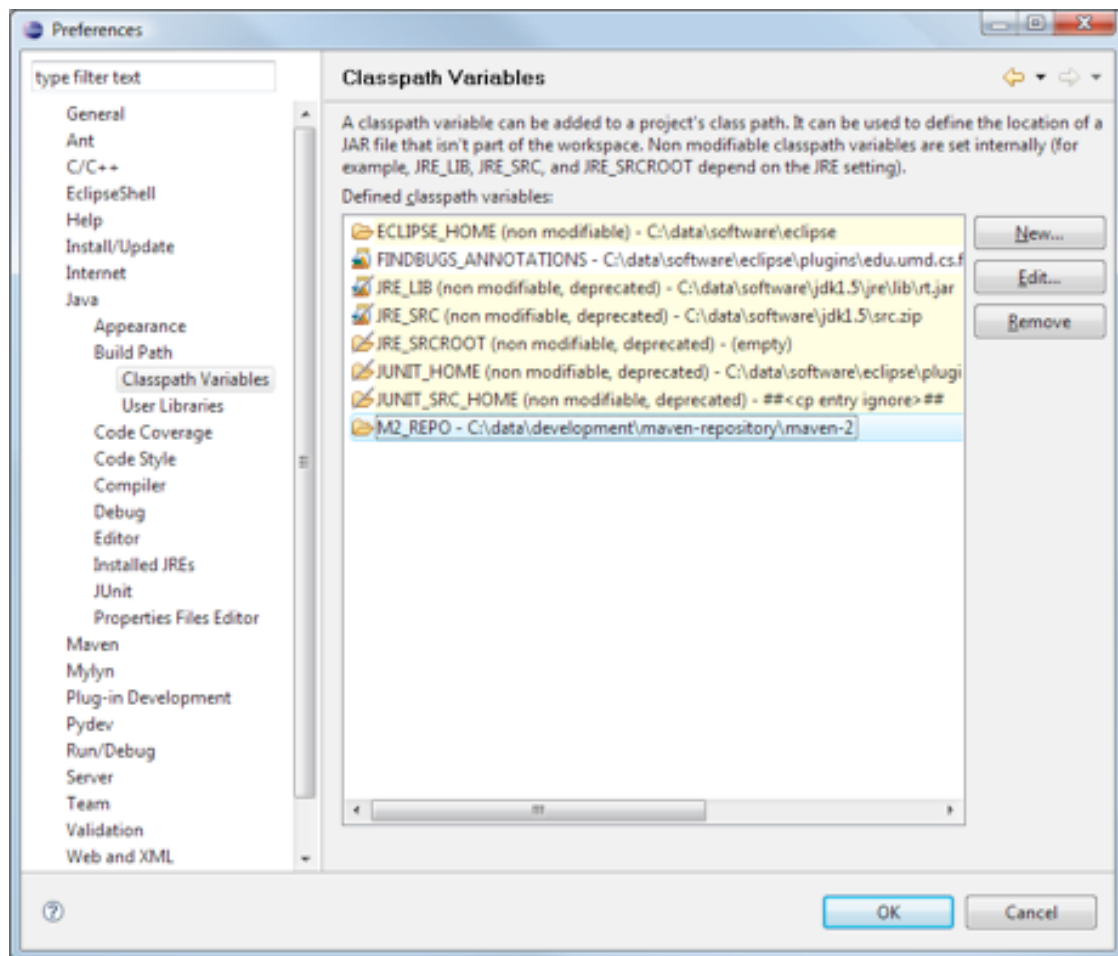 Preferences
type filter text
General
Ant
C/C++
EclipseShell
Help
Install/Update
Internet
Java
Appearance
Build Path
Classpath Variables
User Libraries
Code Coverage
Code Style
Compiler
Debug
Editor
Installed JREs
JUnit
Properties Files Editor
Maven
Mylyn
Plug-in Development
Pydev
Run/Debug
Server
Team
Validation
Web and XML
Classpath Variables
A classpath variable can be added to a project's class path. It can be used to define the location of a
JAR file that isn't part of the workspace. Non modifiable classpath variables are set internally (for
example, JRE_LIB, JRE_SRC, and JRE_SRCROOT depend on the JRE setting).
Defined classpath variables:
ECLIPSE_HOME (non modifiable) - C:\data\software\eclipse
FINDBUGS_ANNOTATIONS - C:\data\software\eclipse\plugins\edu.umd.cs.f
JRE_LIB (non modifiable, deprecated) - C:\data\software\jdk1.5\jre\lib\rt.jar
JRE_SRC (non modifiable, deprecated) - C:\data\software\jdk1.5\src.zip
JRE_SRCROOT (non modifiable, deprecated) - (empty)
JUNIT_HOME (non modifiable, deprecated) - C:\data\software\eclipse\plugi
JUNIT_SRC_HOME (non modifiable, deprecated) - ##<cp entry ignore>##
M2_REPO - C:\data\development\maven-repository\maven-2
New...
Edit...
Remove
OK
Cancel